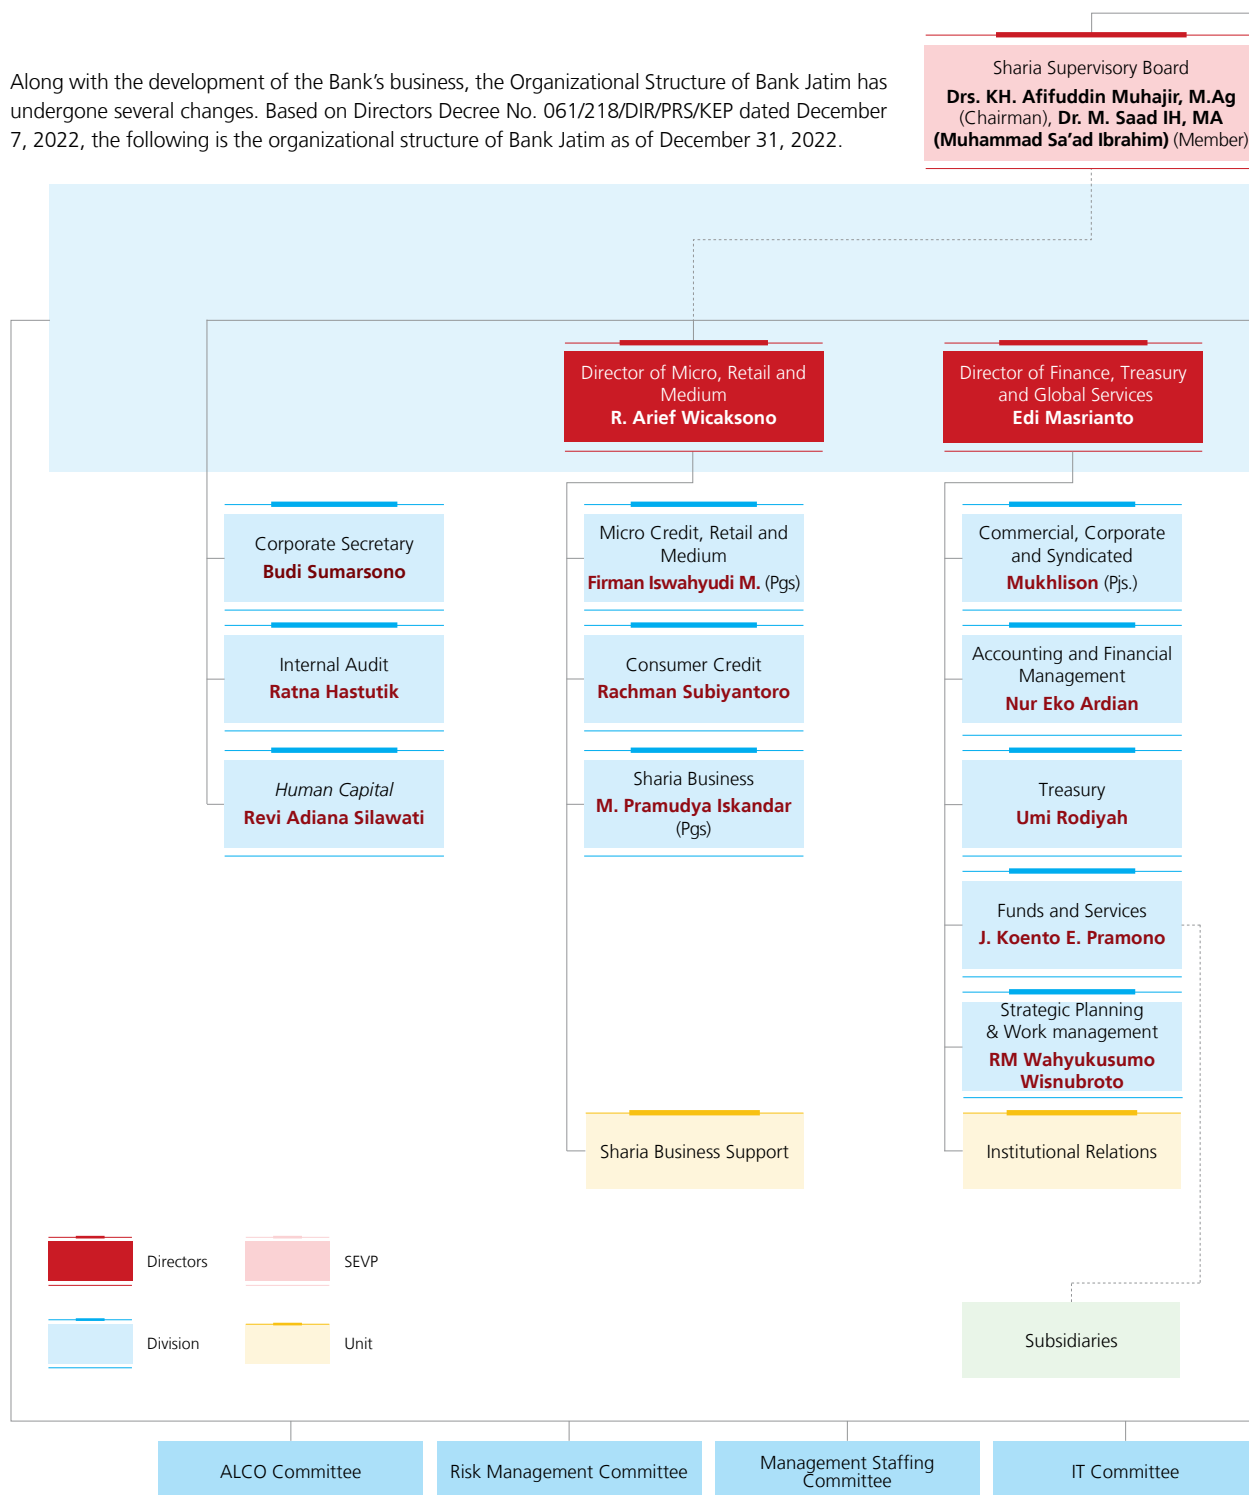 Along with the development of the Bank's business, the Organizational Structure of Bank Jatim has
undergone several changes. Based on Directors Decree No. 061/218/DIR/PRS/KEP dated December
7, 2022, the following is the organizational structure of Bank Jatim as of December 31, 2022.
Sharia Supervisory Board
Drs. KH. Afifuddin Muhajir, M.Ag
(Chairman), Dr. M. Saad IH, MA
(Muhammad Sa'ad Ibrahim) (Member)
Director of Micro, Retail and
Medium
R. Arief Wicaksono
Director of Finance, Treasury
and Global Services
Edi Masrianto
Corporate Secretary
Budi Sumarsono
Internal Audit
Ratna Hastutik
Human Capital
Revi Adiana Silawati
Micro Credit, Retail and
Medium
Firman Iswahyudi M. (Pgs)
Consumer Credit
Rachman Subiyantoro
Sharia Business
M. Pramudya Iskandar
(Pgs)
Sharia Business Support
Commercial, Corporate
and Syndicated
Mukhlison (Pjs.)
Accounting and Financial
Management
Nur Eko Ardian
Treasury
Umi Rodiyah
Funds and Services
J. Koento E. Pramono
Strategic Planning
& Work management
RM Wahyukusumo
Wisnubroto
Institutional Relations
Subsidiaries
Directors
SEVP
Division
Unit
ALCO Committee
Risk Management Committee
Management Staffing
Committee
IT Committee